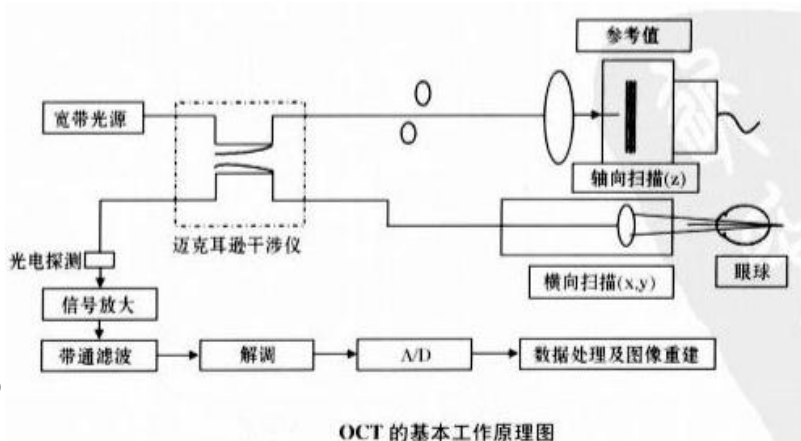 参考值
宽带光源
轴向扫描(z)
迈克耳逊干涉仪
光电探测
横向扫描(x,y)
眼球
信号放大
带通滤波
解调
A/D
数据处理及图像重建
OCT 的基本工作原理图